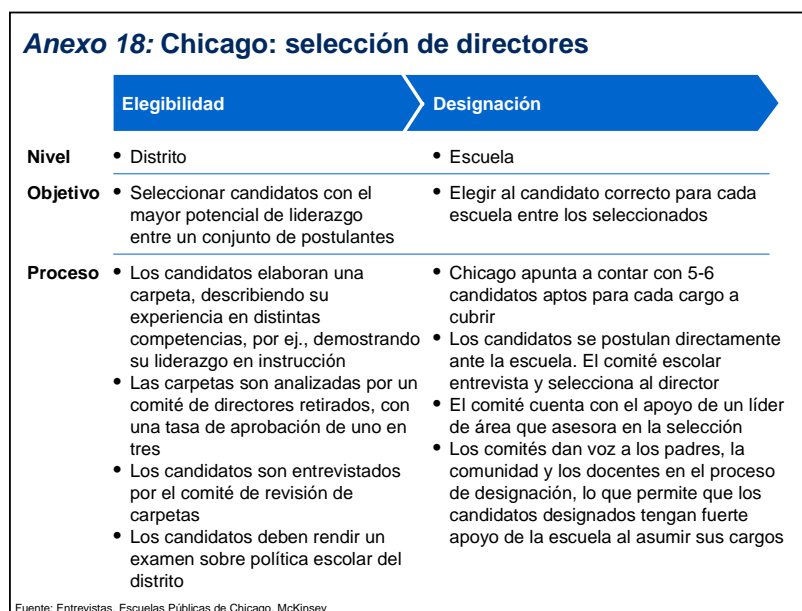 Anexo 18: Chicago: selección de directores
Elegibilidad
Designación
Nivel
• Distrito
• Escuela
Objetivo
• Seleccionar candidatos con el
mayor potencial de liderazgo
entre un conjunto de postulantes
• Elegir al candidato correcto para cada
escuela entre los seleccionados
Proceso
• Los candidatos elaboran una
carpeta, describiendo su
experiencia en distintas
competencias, por ej., demostrando
su liderazgo en instrucción
• Las carpetas son analizadas por un
comité de directores retirados, con
una tasa de aprobación de uno en
tres
• Los candidatos son entrevistados
por el comité de revisión de
carpetas
• Los candidatos deben rendir un
examen sobre política escolar del
distrito
• Chicago apunta a contar con 5-6
candidatos aptos para cada cargo a
cubrir
• Los candidatos se postulan directamente
ante la escuela. El comité escolar
entrevista y selecciona al director
• El comité cuenta con el apoyo de un líder
de área que asesora en la selección
• Los comités dan voz a los padres, la
comunidad y los docentes en el proceso
de designación, lo que permite que los
candidatos designados tengan fuerte
apoyo de la escuela al asumir sus cargos
Fuente: Entrevistas, Escuelas Públicas de Chicago, McKinsey